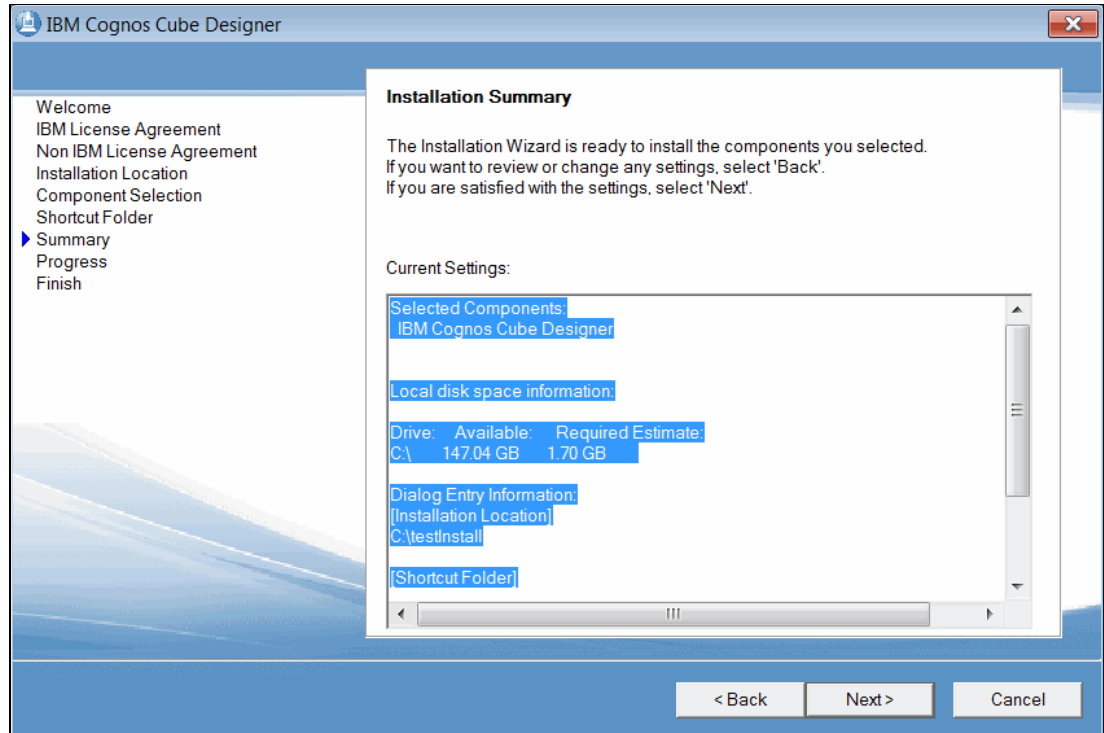 IBM Cognos Cube Designer
Welcome
IBM License Agreement
Non IBM License Agreement
Installation Location
Component Selection
Shortcut Folder
Summary
Progress
Finish
Installation Summary
The Installation Wizard is ready to install the components you selected.
If you want to review or change any settings, select 'Back'.
If you are satisfied with the settings, select 'Next'.
Current Settings:
Selected Components:
IBM Cognos Cube Designer
Local disk space information:
Drive: Available: Required Estimate:
C:\ 147.04 GB 1.70 GB
Dialog Entry Information:
[Installation Location]
C:\testInstall
[Shortcut Folder]
< Back Next > Cancel